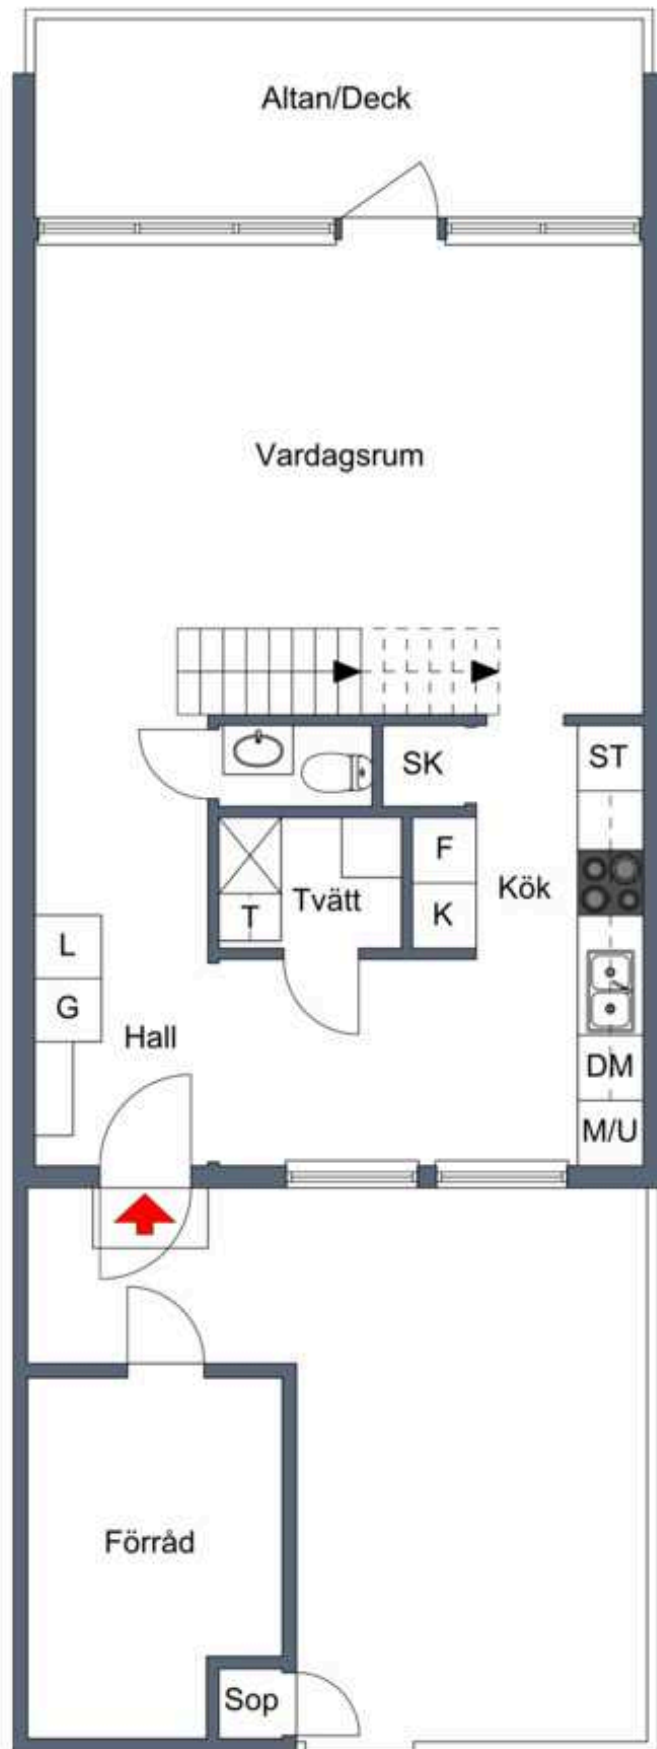 Altan/Deck
Vardagsrum
SK
ST
F
Kök
T
Tvätt
K
L
G
Hall
DM
M/U
Förråd
Sop